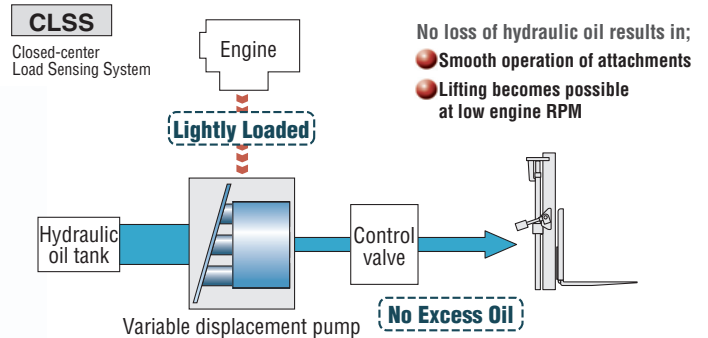 CLSS
Closed-center
Load Sensing System
Engine
No loss of hydraulic oil results in;
Smooth operation of attachments
Lifting becomes possible
at low engine RPM
Lightly Loaded
Hydraulic
oil tank
Control
valve
No Excess Oil
Variable displacement pump